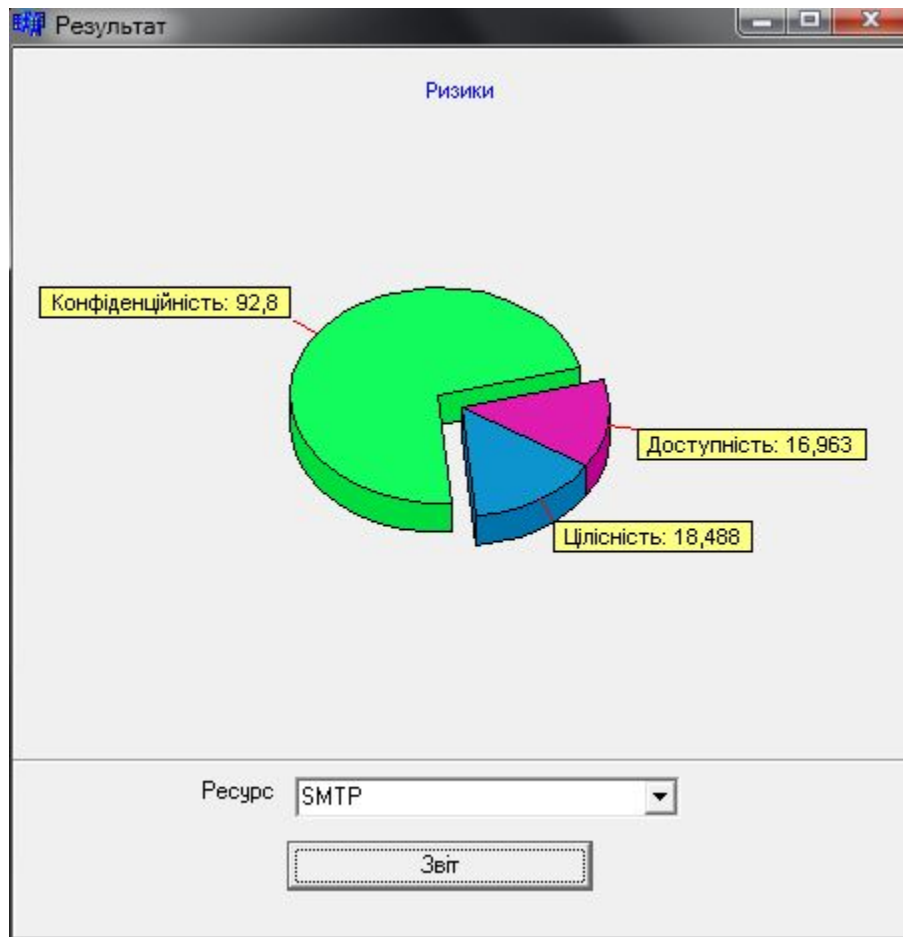 Результат
Ризики
Конфіденційність: 92,8
Доступність: 16,963
Цілісність: 18,488
Ресурс SMTP
Звіт